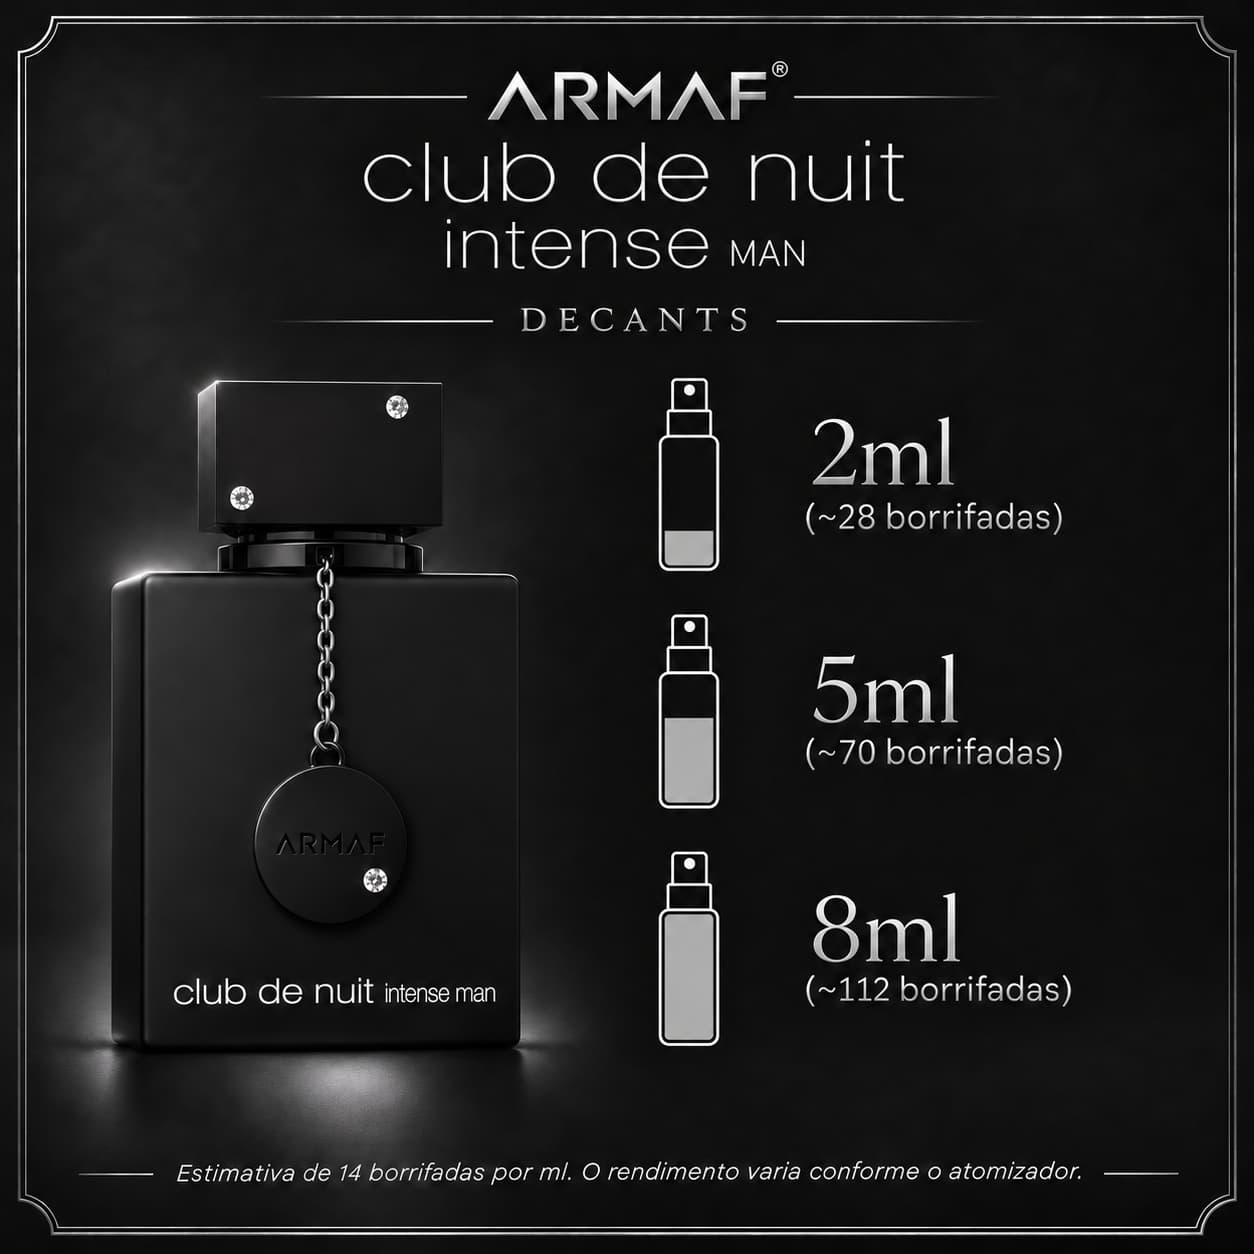 ARMAF®
club de nuit
intense MAN
DECANTS
2ml
(~28 borrifadas)
5ml
(~70 borrifadas)
8ml
(~112 borrifadas)
ARMAF
club de nuit intense man
Estimativa de 14 borrifadas por ml. O rendimento varia conforme o atomizador.